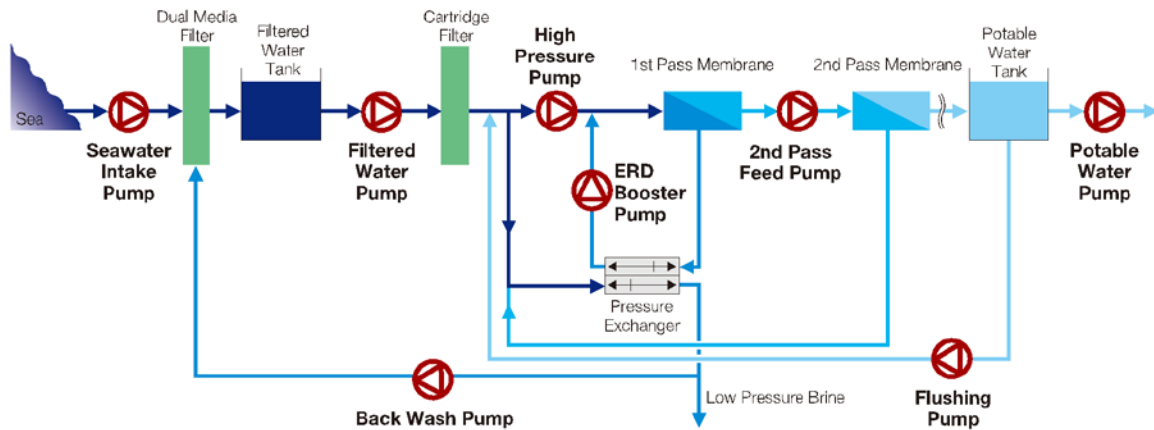 Dual Media
Filter
Filtered
Water
Tank
Cartridge
Filter
High
Pressure
Pump
1st Pass Membrane
2nd Pass Membrane
Potable
Water
Tank
Sea
Seawater
Intake
Pump
Filtered
Water
Pump
ERD
Booster
Pump
2nd Pass
Feed Pump
Potable
Water
Pump
Pressure
Exchanger
Back Wash Pump
Low Pressure Brine
Flushing
Pump